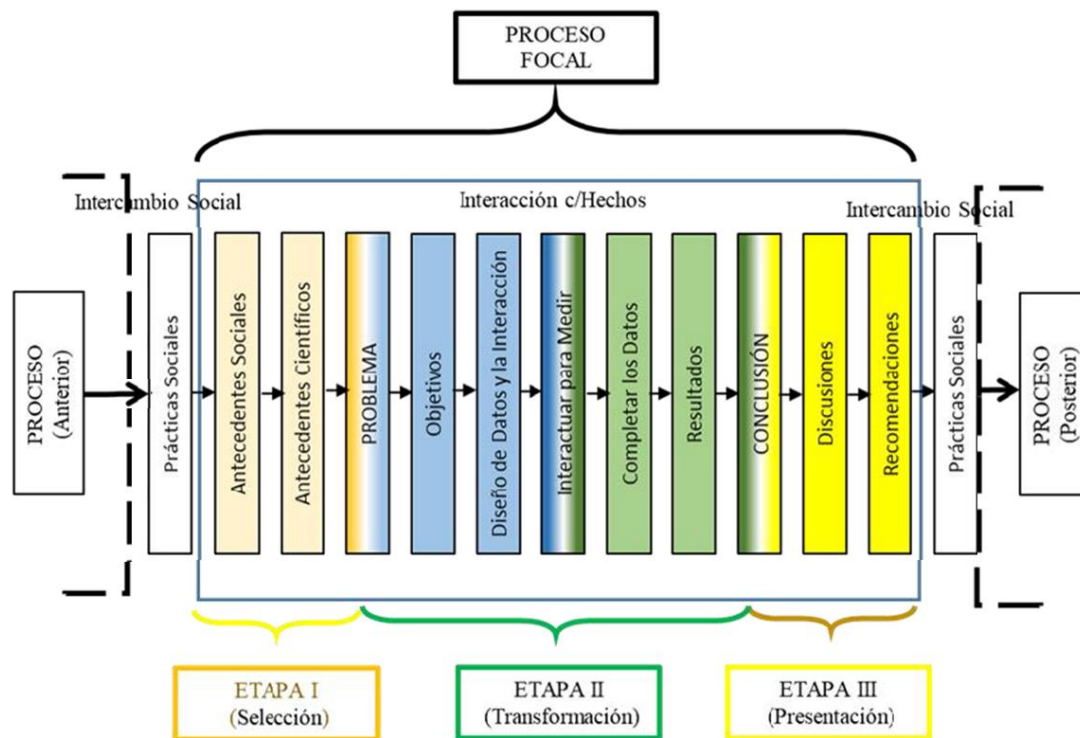 PROCESO
FOCAL
Intercambio Social
Interacción c/Hechos
Intercambio Social
PROCESO
(Anterior)
Prácticas Sociales
Antecedentes Sociales
Antecedentes Científicos
PROBLEMA
Objetivos
Diseño de Datos y la Interacción
Interactuar para Medir
Completar los Datos
Resultados
CONCLUSIÓN
Discusiones
Recomendaciones
Prácticas Sociales
PROCESO
(Posterior)
ETAPA I
(Selección)
ETAPA II
(Transformación)
ETAPA III
(Presentación)